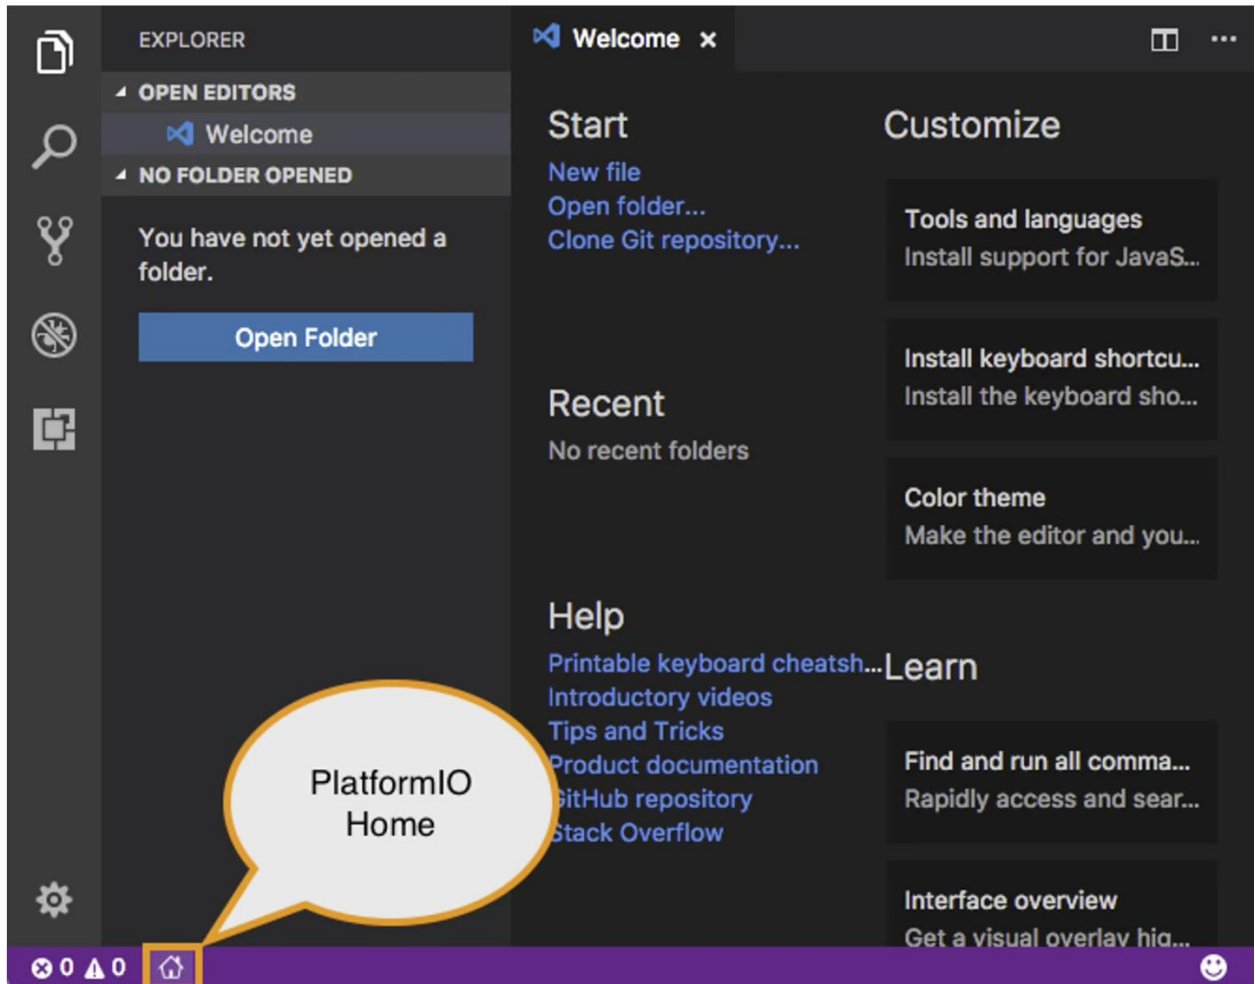 EXPLORER
OPEN EDITORS
Welcome
NO FOLDER OPENED
You have not yet opened a
folder.
Open Folder
Welcome ×
Start
New file
Open folder...
Clone Git repository...
Recent
No recent folders
Help
Printable keyboard cheatsh...
Introductory videos
Tips and Tricks
Product documentation
GitHub repository
Stack Overflow
Customize
Tools and languages
Install support for JavaS...
Install keyboard shortcu...
Install the keyboard sho...
Color theme
Make the editor and you...
Learn
Find and run all comma...
Rapidly access and sear...
Interface overview
Get a visual overlay hig...
PlatformIO
Home
0 0